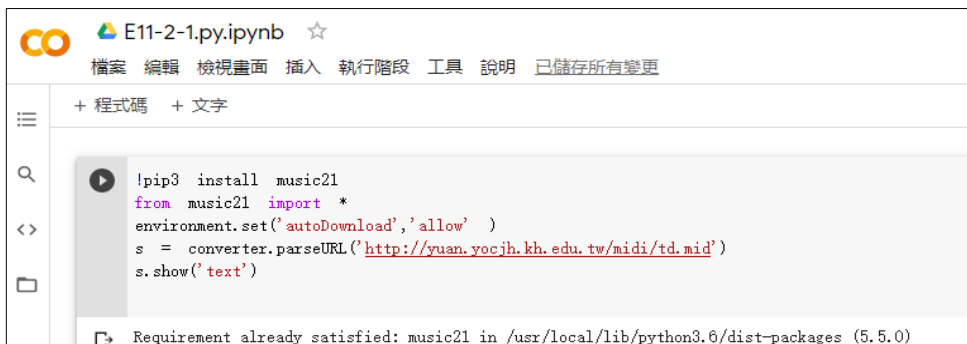 CO E11-2-1.py.ipynb
檔案 編輯 檢視畫面 插入 執行階段 工具 說明 已儲存所有變更
+ 程式碼 + 文字
!pip3 install music21
from music21 import *
environment.set('autoDownload','allow' )
s = converter.parseURL('http://yuan.yocjh.kh.edu.tw/midi/td.mid')
s.show('text')
Requirement already satisfied: music21 in /usr/local/lib/python3.6/dist-packages (5.5.0)